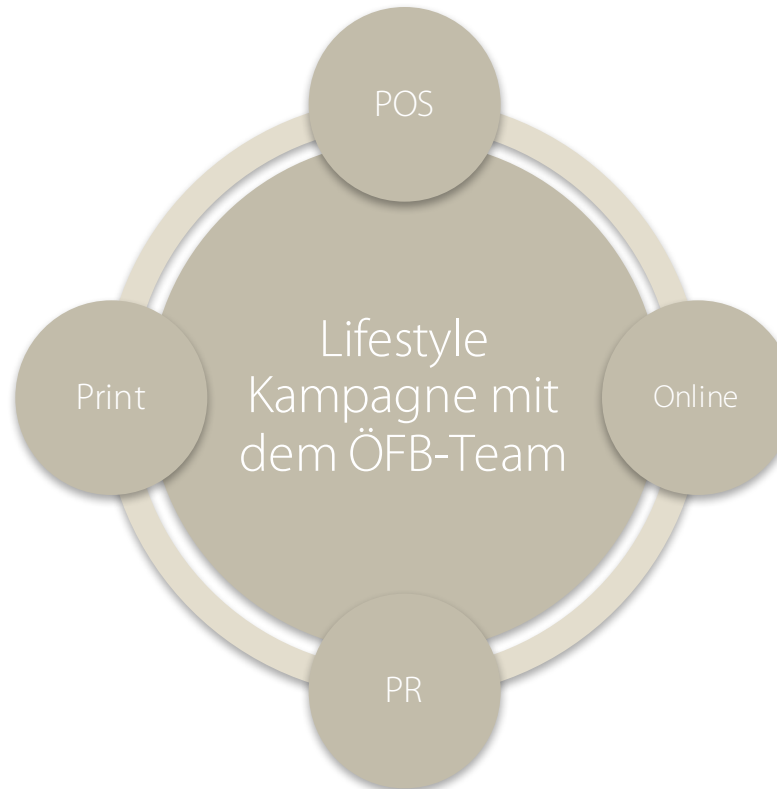 POS
Print
Lifestyle
Kampagne mit
dem ÖFB-Team
Online
PR